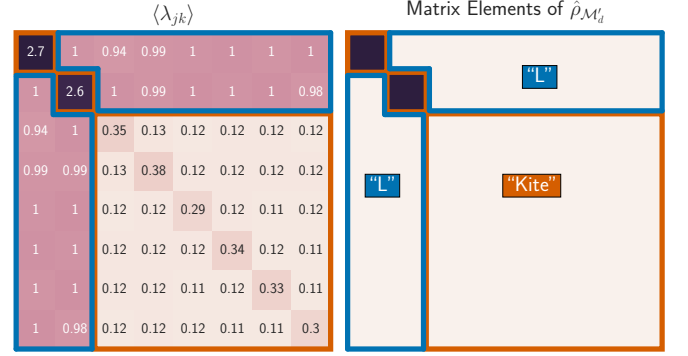 ⟨λ_{jk}⟩
Matrix Elements of ρ̂_{𝓜′_d}
2.7 1 0.94 0.99 1 1 1 1
1 2.6 1 0.99 1 1 1 0.98
0.94 1 0.35 0.13 0.12 0.12 0.12 0.12
0.99 0.99 0.13 0.38 0.12 0.12 0.12 0.12
1 1 0.12 0.12 0.29 0.12 0.11 0.12
1 1 0.12 0.12 0.12 0.34 0.12 0.11
1 1 0.12 0.12 0.11 0.12 0.33 0.11
1 0.98 0.12 0.12 0.12 0.11 0.11 0.3
“L”
“L”
“Kite”